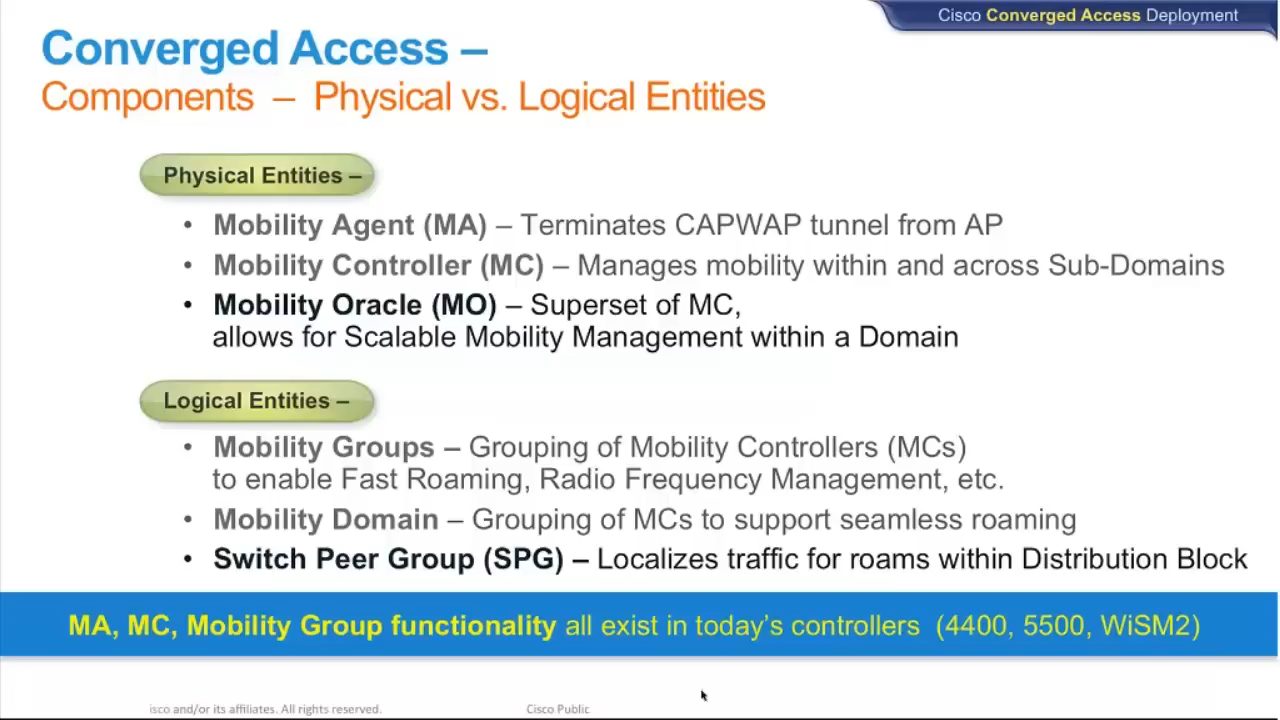 Cisco Converged Access Deployment
Converged Access –
Components – Physical vs. Logical Entities
Physical Entities –
• Mobility Agent (MA) – Terminates CAPWAP tunnel from AP
• Mobility Controller (MC) – Manages mobility within and across Sub-Domains
• Mobility Oracle (MO) – Superset of MC,
allows for Scalable Mobility Management within a Domain
Logical Entities –
• Mobility Groups – Grouping of Mobility Controllers (MCs)
to enable Fast Roaming, Radio Frequency Management, etc.
• Mobility Domain – Grouping of MCs to support seamless roaming
• Switch Peer Group (SPG) – Localizes traffic for roams within Distribution Block
MA, MC, Mobility Group functionality all exist in today's controllers (4400, 5500, WiSM2)
isco and/or its affiliates. All rights reserved.
Cisco Public